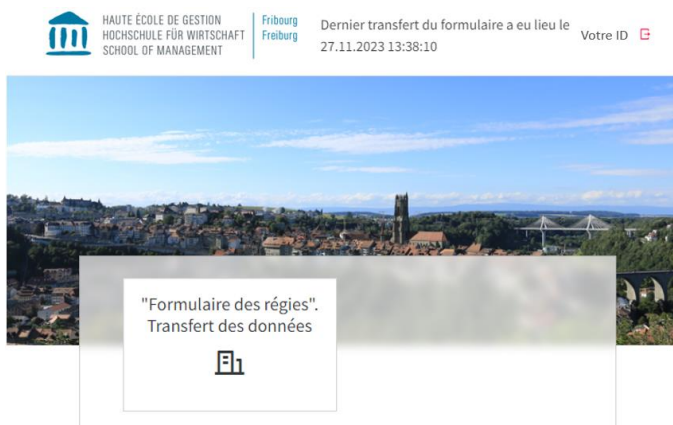 HAUTE ÉCOLE DE GESTION
HOCHSCHULE FÜR WIRTSCHAFT
SCHOOL OF MANAGEMENT
Fribourg
Freiburg
Dernier transfert du formulaire a eu lieu le
27.11.2023 13:38:10
Votre ID
"Formulaire des régies".
Transfert des données